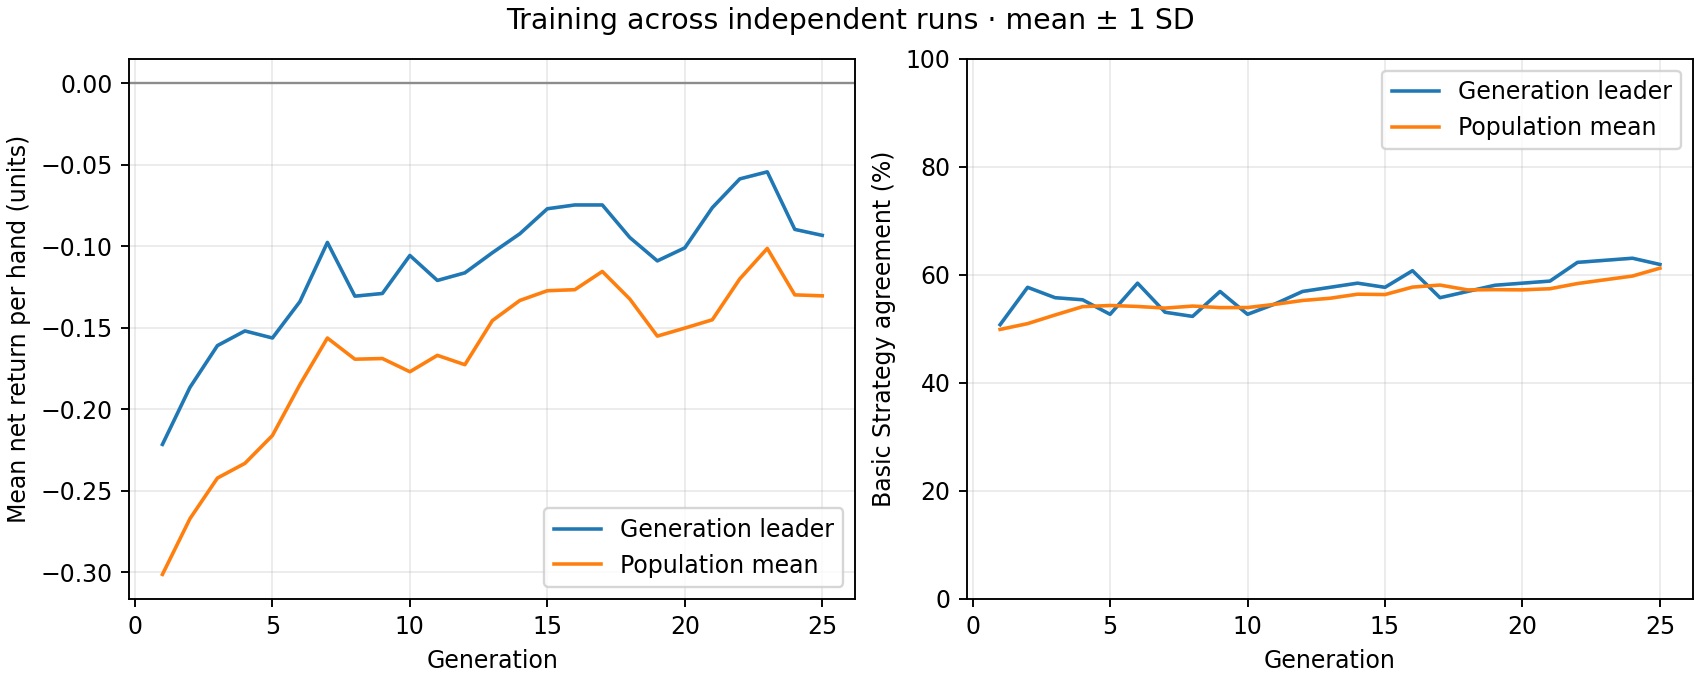 Training across independent runs · mean ± 1 SD
Mean net return per hand (units)
0.00
−0.05
−0.10
−0.15
−0.20
−0.25
−0.30
Generation leader
Population mean
0 5 10 15 20 25
Generation
Basic Strategy agreement (%)
100
80
60
40
20
0
Generation leader
Population mean
0 5 10 15 20 25
Generation